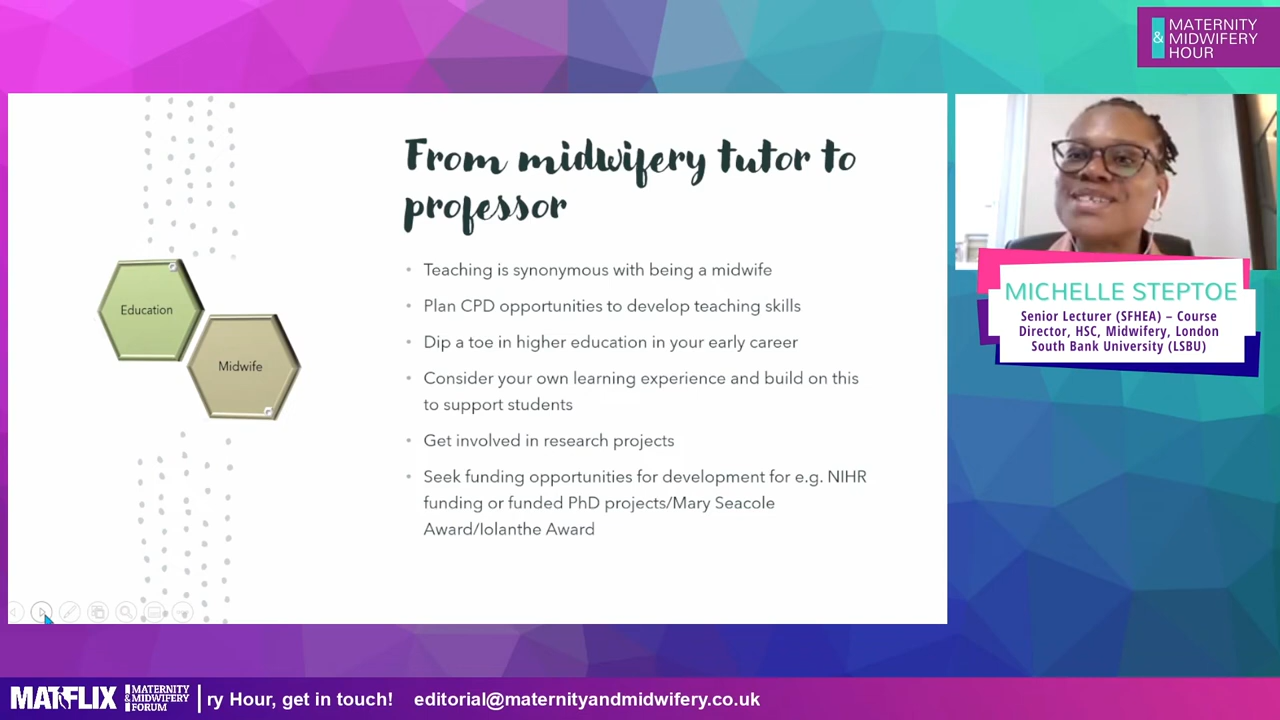 MATERNITY
& MIDWIFERY
HOUR
From midwifery tutor to
professor
Education
Midwife
• Teaching is synonymous with being a midwife
• Plan CPD opportunities to develop teaching skills
• Dip a toe in higher education in your early career
• Consider your own learning experience and build on this
to support students
• Get involved in research projects
• Seek funding opportunities for development for e.g. NIHR
funding or funded PhD projects/Mary Seacole
Award/Iolanthe Award
MICHELLE STEPTOE
Senior Lecturer (SFHEA) – Course
Director, HSC, Midwifery, London
South Bank University (LSBU)
MATFLIX
MATERNITY
& MIDWIFERY
FORUM
ry Hour, get in touch! editorial@maternityandmidwifery.co.uk